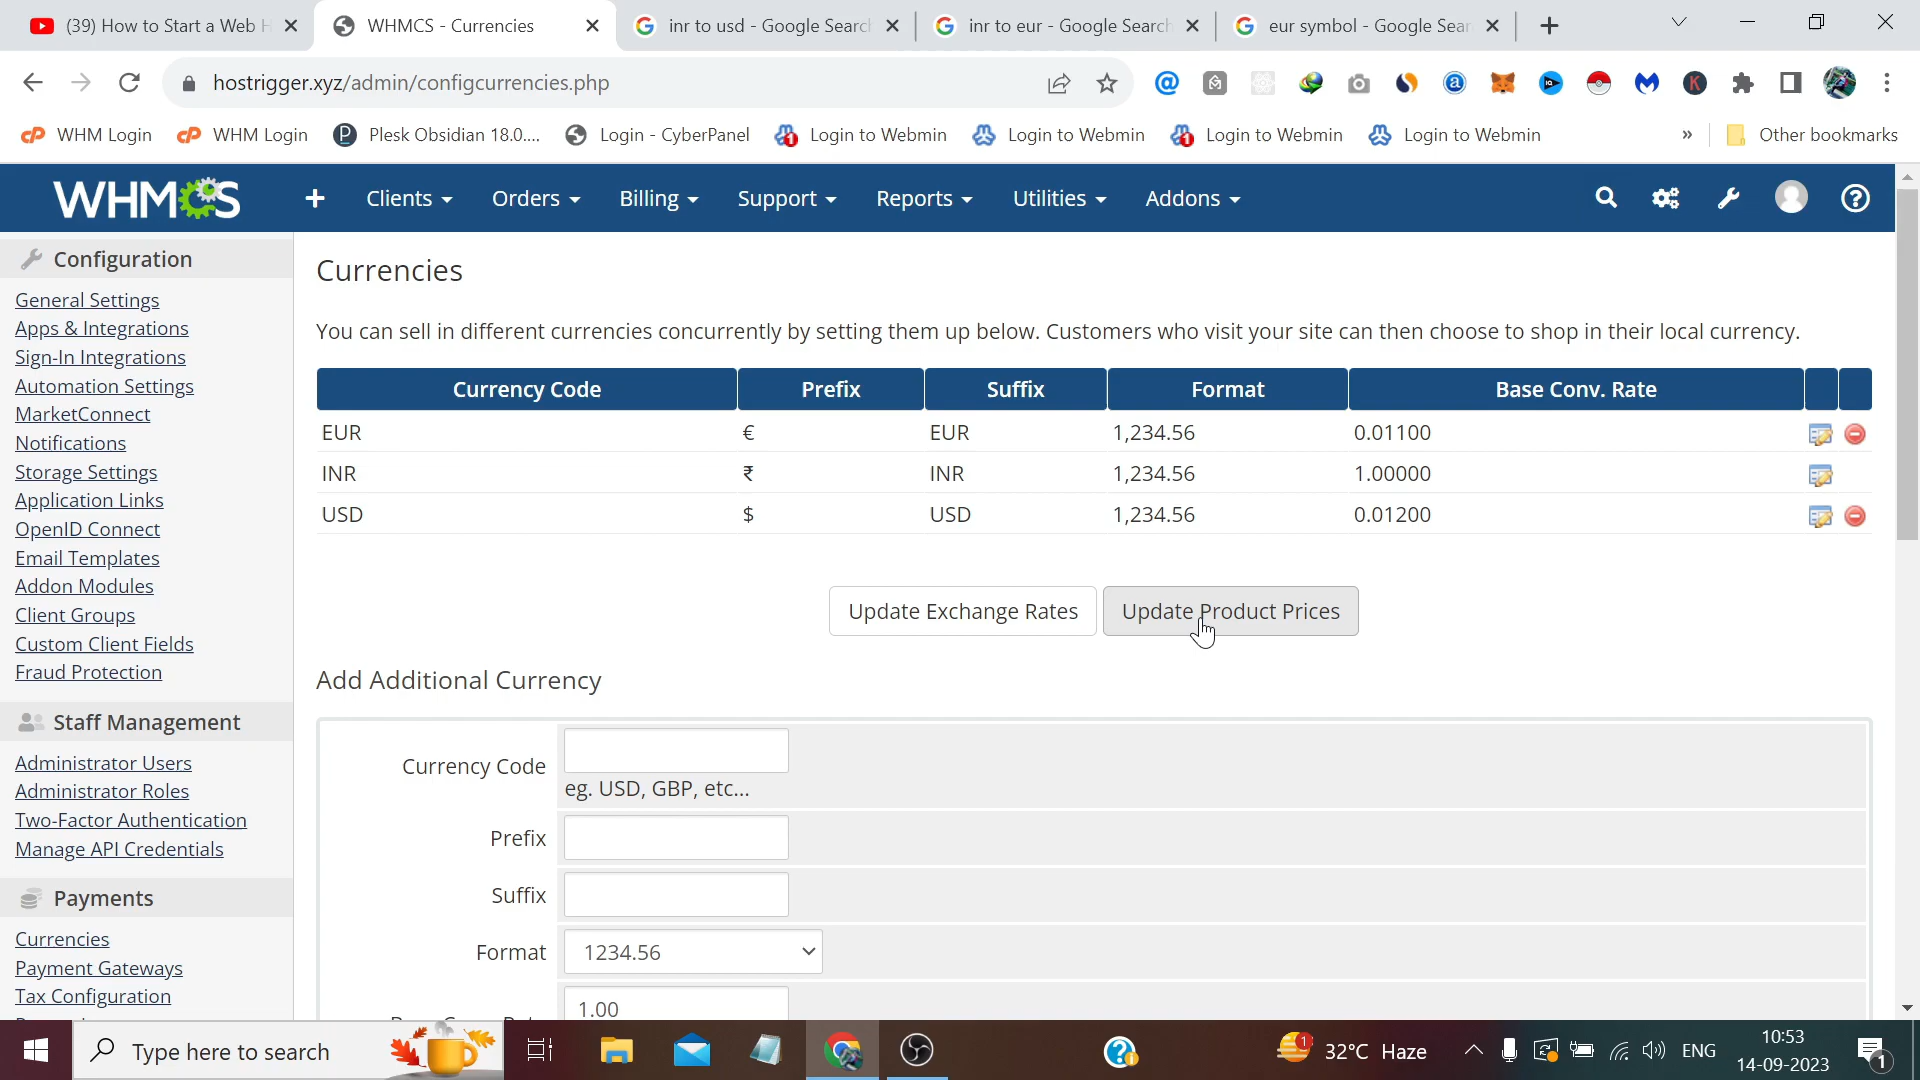 (39) How to Start a Web H
WHMCS - Currencies
inr to usd - Google Search
inr to eur - Google Search
eur symbol - Google Sear
hostrigger.xyz/admin/configcurrencies.php
WHM Login
WHM Login
Plesk Obsidian 18.0....
Login - CyberPanel
Login to Webmin
Login to Webmin
Login to Webmin
Login to Webmin
»
Other bookmarks
WHMCS
Clients
Orders
Billing
Support
Reports
Utilities
Addons
Configuration
General Settings
Apps & Integrations
Sign-In Integrations
Automation Settings
MarketConnect
Notifications
Storage Settings
Application Links
OpenID Connect
Email Templates
Addon Modules
Client Groups
Custom Client Fields
Fraud Protection
Staff Management
Administrator Users
Administrator Roles
Two-Factor Authentication
Manage API Credentials
Payments
Currencies
Payment Gateways
Tax Configuration
Currencies
You can sell in different currencies concurrently by setting them up below. Customers who visit your site can then choose to shop in their local currency.
Currency Code Prefix Suffix Format Base Conv. Rate
EUR € EUR 1,234.56 0.01100
INR ₹ INR 1,234.56 1.00000
USD $ USD 1,234.56 0.01200
Update Exchange Rates
Update Product Prices
Add Additional Currency
Currency Code
eg. USD, GBP, etc...
Prefix
Suffix
Format 1234.56
1.00
Type here to search
32°C Haze
ENG
10:53
14-09-2023
1